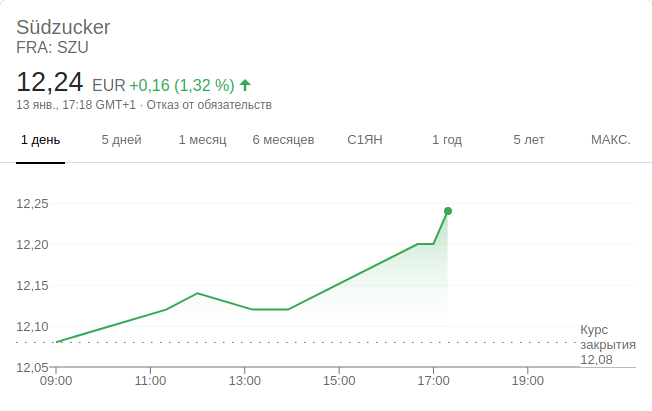 Südzucker
FRA: SZU
12,24 EUR +0,16 (1,32 %)
13 янв., 17:18 GMT+1 · Отказ от обязательств
1 день 5 дней 1 месяц 6 месяцев С1ЯН 1 год 5 лет МАКС.
12,25
12,20
12,15
12,10
Курс
закрытия
12,08
12,05
09:00 11:00 13:00 15:00 17:00 19:00